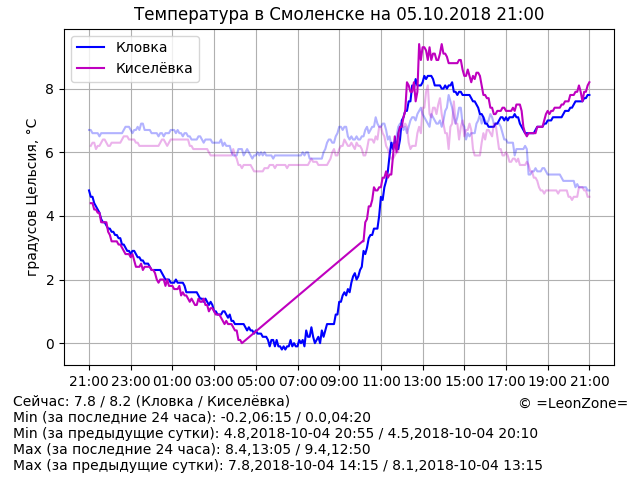 Температура в Смоленске на 05.10.2018 21:00
Кловка
Киселёвка
градусов Цельсия, °C
8
6
4
2
0
21:00 23:00 01:00 03:00 05:00 07:00 09:00 11:00 13:00 15:00 17:00 19:00 21:00
Сейчас: 7.8 / 8.2 (Кловка / Киселёвка)
© =LeonZone=
Min (за последние 24 часа): -0.2,06:15 / 0.0,04:20
Min (за предыдущие сутки): 4.8,2018-10-04 20:55 / 4.5,2018-10-04 20:10
Max (за последние 24 часа): 8.4,13:05 / 9.4,12:50
Max (за предыдущие сутки): 7.8,2018-10-04 14:15 / 8.1,2018-10-04 13:15